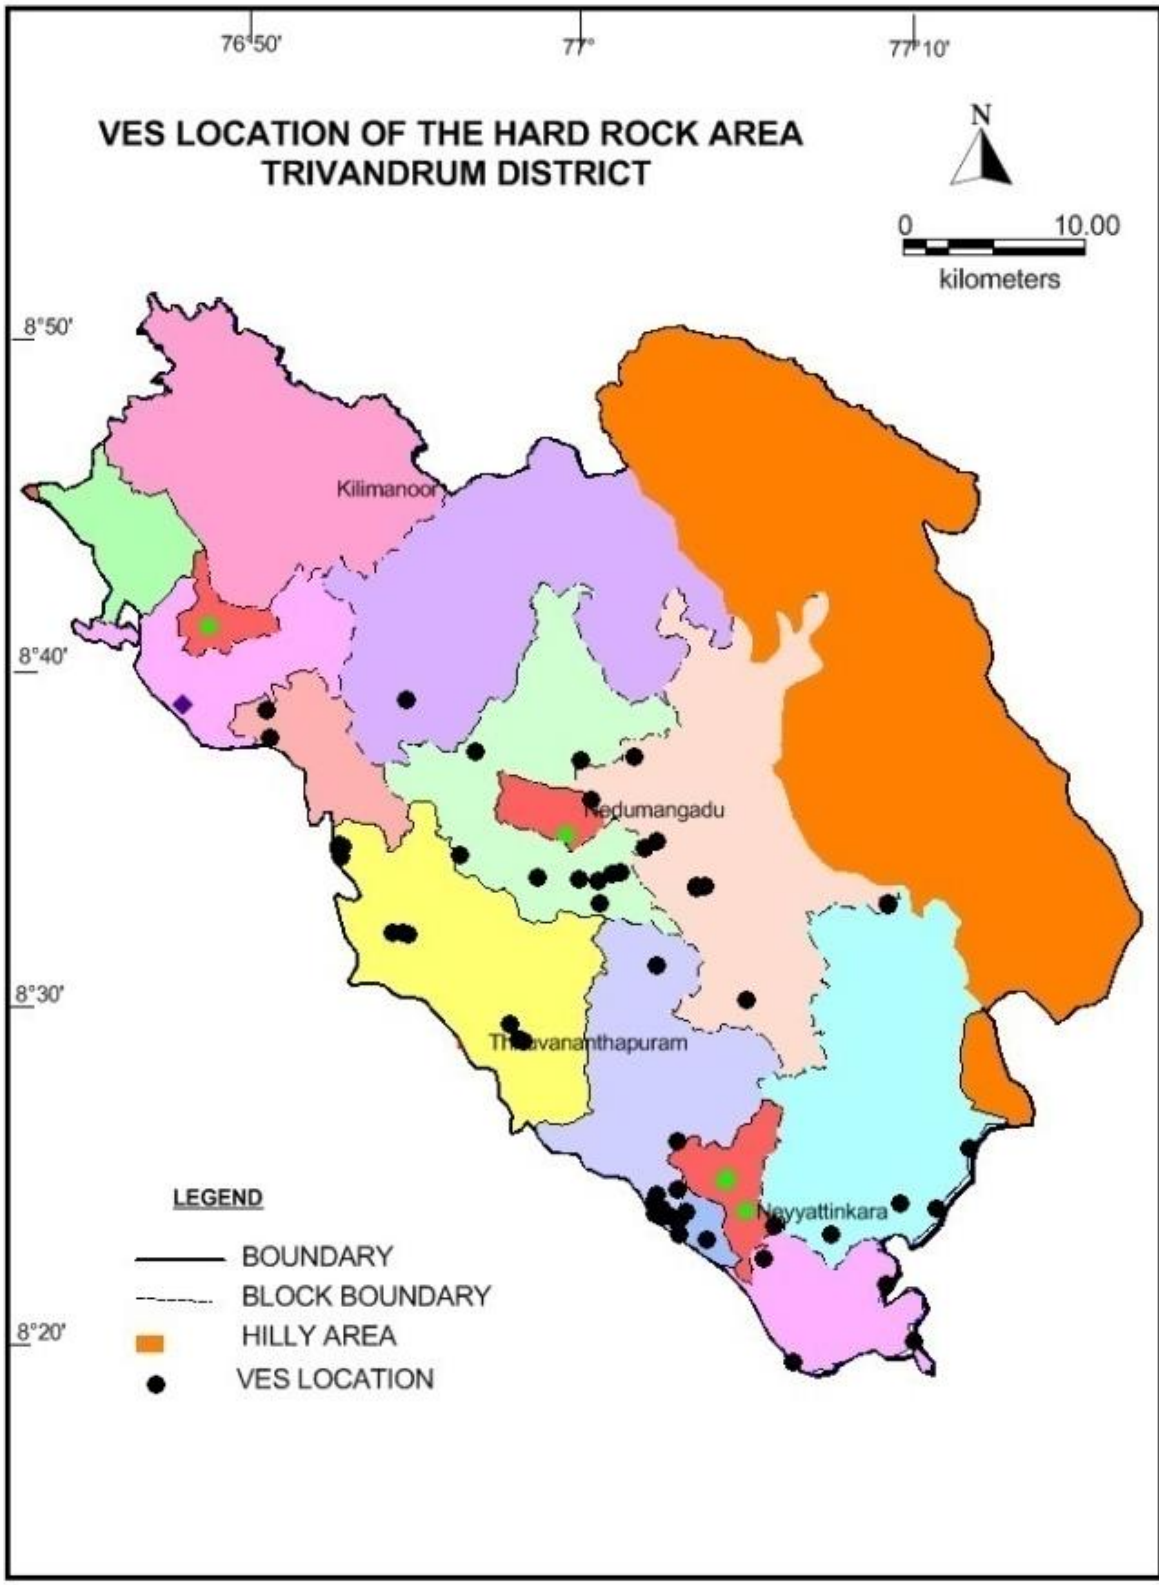 76°50'
77°
77°10'
N
VES LOCATION OF THE HARD ROCK AREA
TRIVANDRUM DISTRICT
0 10.00
kilometers
8°50'
Kilimanoor
8°40'
Nedumangadu
8°30'
Thiruvananthapuram
LEGEND
Neyyattinkara
BOUNDARY
BLOCK BOUNDARY
8°20'
HILLY AREA
VES LOCATION